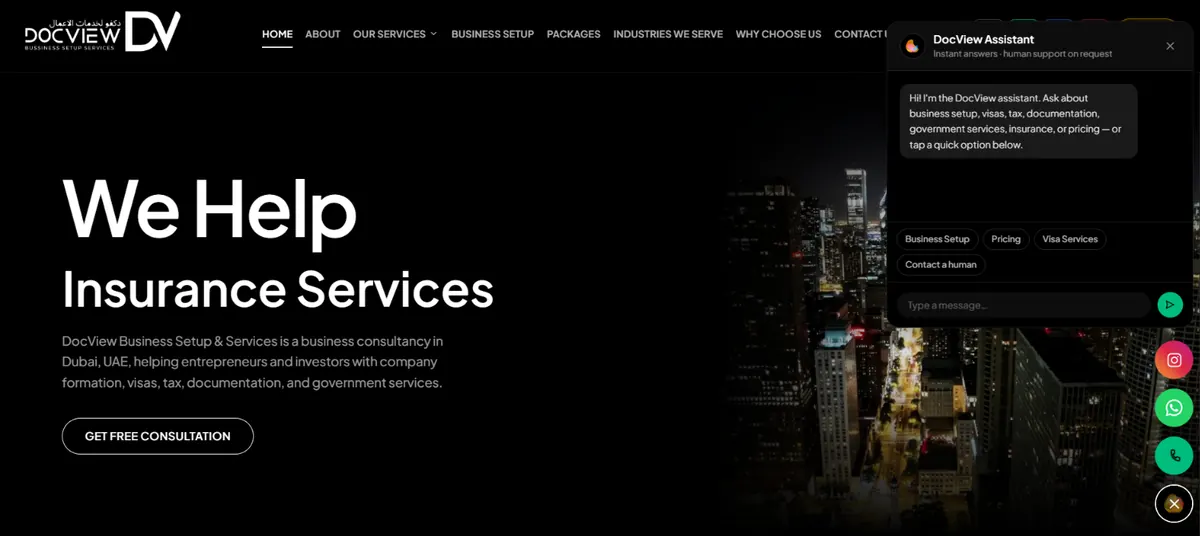 دكفو لخدمات الاعمال
DOCVIEW DV
BUSSINESS SETUP SERVICES
HOME ABOUT OUR SERVICES BUSINESS SETUP PACKAGES INDUSTRIES WE SERVE WHY CHOOSE US CONTACT
We Help
Insurance Services
DocView Business Setup & Services is a business consultancy in
Dubai, UAE, helping entrepreneurs and investors with company
formation, visas, tax, documentation, and government services.
GET FREE CONSULTATION
DocView Assistant
Instant answers · human support on request
Hi! I'm the DocView assistant. Ask about
business setup, visas, tax, documentation,
government services, insurance, or pricing — or
tap a quick option below.
Business Setup Pricing Visa Services
Contact a human
Type a message...